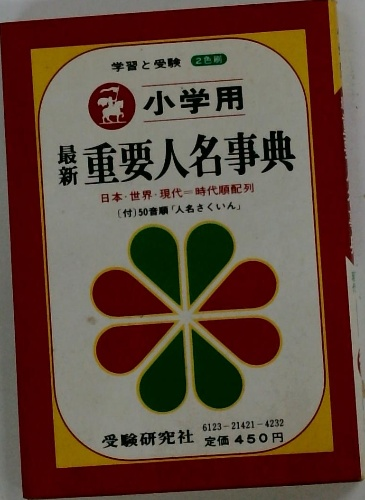 学習と受験 2色刷
小学用
最新 重要人名事典
日本・世界・現代=時代順配列
〔付〕50音順「人名さくいん」
6123-21421-4232
受験研究社 定価 450円